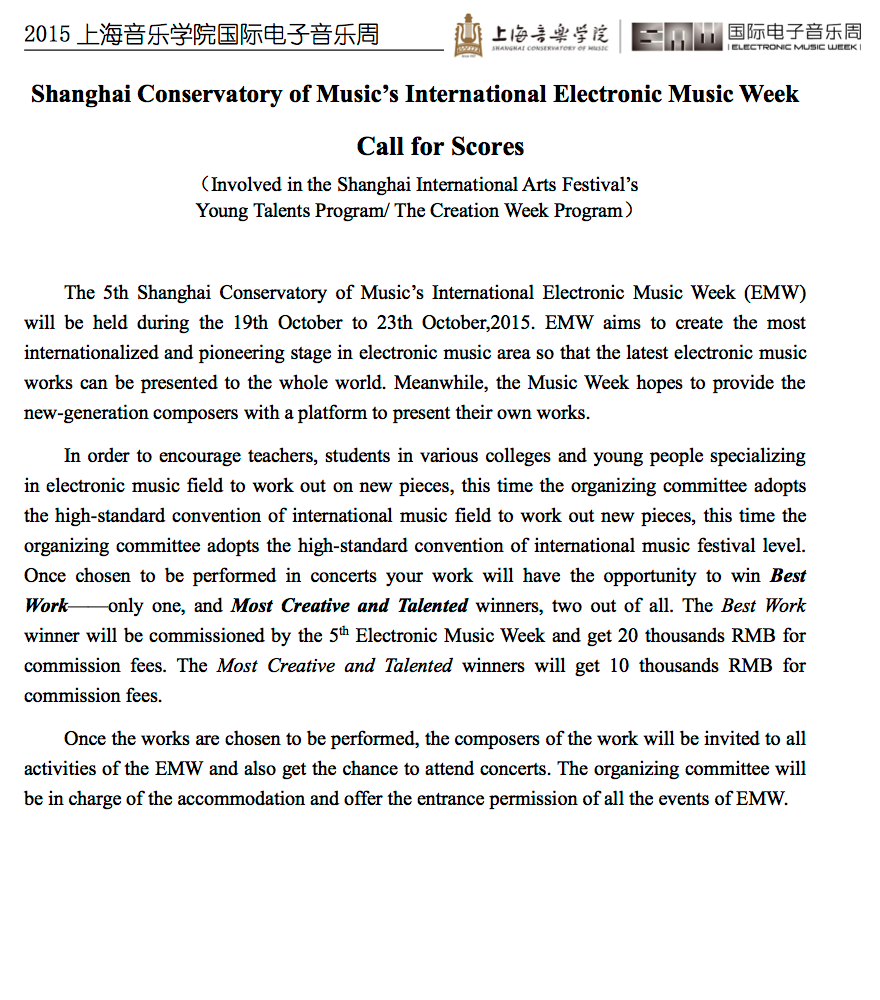 2015 上海音乐学院国际电子音乐周
上海音樂學院
SHANGHAI CONSERVATORY OF MUSIC
国际电子音乐周
ELECTRONIC MUSIC WEEK
Shanghai Conservatory of Music’s International Electronic Music Week
Call for Scores
（Involved in the Shanghai International Arts Festival’s
Young Talents Program/ The Creation Week Program）
The 5th Shanghai Conservatory of Music’s International Electronic Music Week (EMW)
will be held during the 19th October to 23th October,2015. EMW aims to create the most
internationalized and pioneering stage in electronic music area so that the latest electronic music
works can be presented to the whole world. Meanwhile, the Music Week hopes to provide the
new-generation composers with a platform to present their own works.
In order to encourage teachers, students in various colleges and young people specializing
in electronic music field to work out on new pieces, this time the organizing committee adopts
the high-standard convention of international music field to work out new pieces, this time the
organizing committee adopts the high-standard convention of international music festival level.
Once chosen to be performed in concerts your work will have the opportunity to win Best
Work——only one, and Most Creative and Talented winners, two out of all. The Best Work
winner will be commissioned by the 5th Electronic Music Week and get 20 thousands RMB for
commission fees. The Most Creative and Talented winners will get 10 thousands RMB for
commission fees.
Once the works are chosen to be performed, the composers of the work will be invited to all
activities of the EMW and also get the chance to attend concerts. The organizing committee will
be in charge of the accommodation and offer the entrance permission of all the events of EMW.